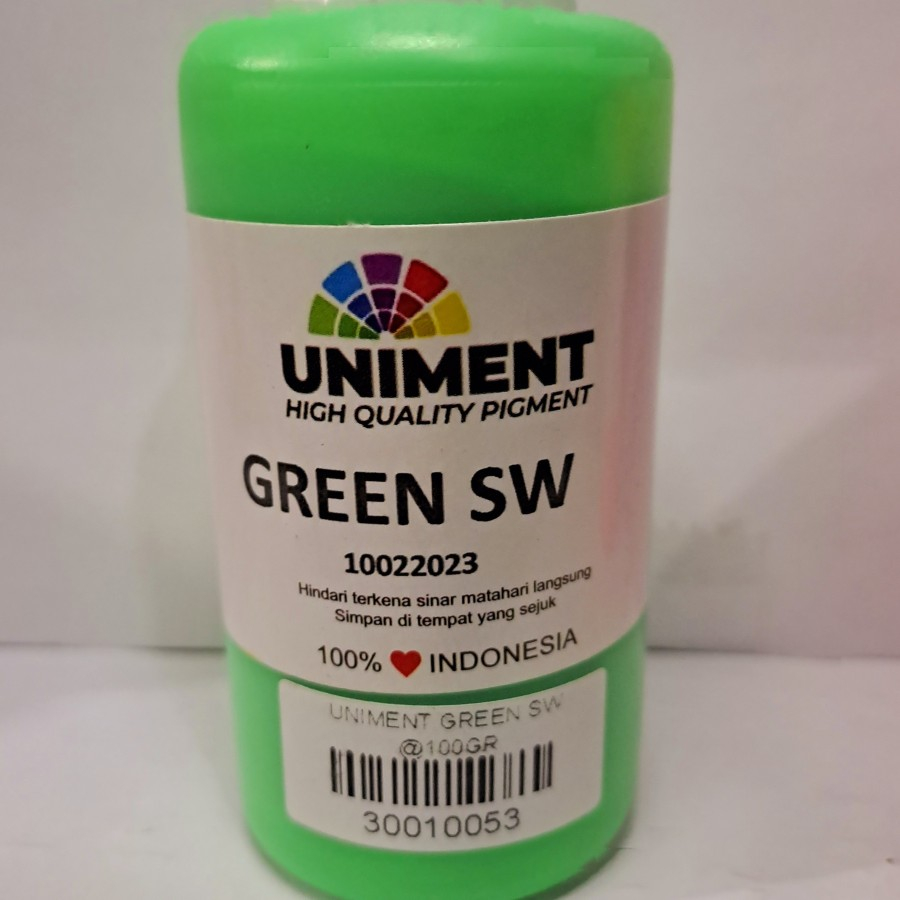 UNIMENT
HIGH QUALITY PIGMENT
GREEN SW
10022023
Hindari terkena sinar matahari langsung
Simpan di tempat yang sejuk
100% ❤ INDONESIA
UNIMENT GREEN SW
@100GR
30010053